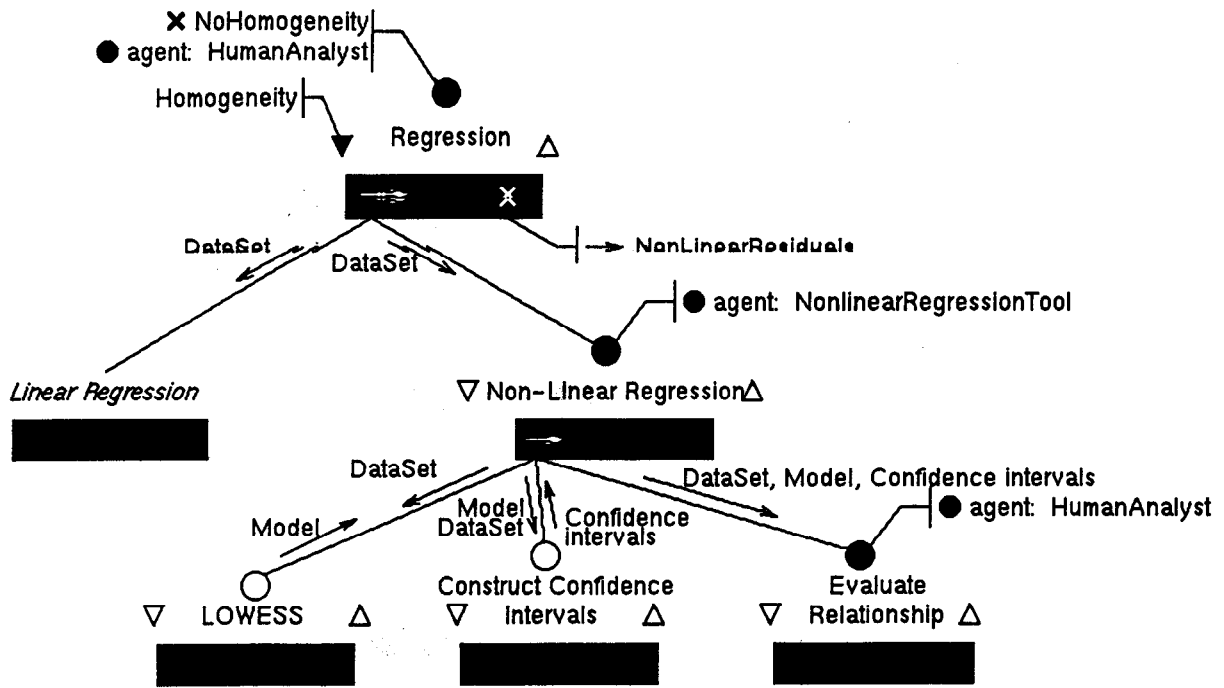 NoHomogeneity
agent: HumanAnalyst
Homogeneity
Regression
DataSet
DataSet
NonLinearResiduals
agent: NonlinearRegressionTool
Linear Regression
Non-Linear Regression
DataSet
DataSet, Model, Confidence intervals
Model
Model
DataSet
Confidence
intervals
agent: HumanAnalyst
LOWESS
Construct Confidence
Intervals
Evaluate
Relationship